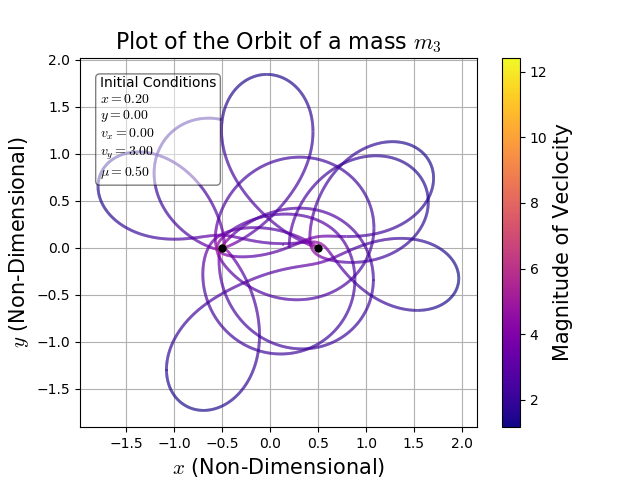 Plot of the Orbit of a mass $m_3$
Initial Conditions
x = 0.20
y = 0.00
v_x = 0.00
v_y = 3.00
μ = 0.50
2.0
1.5
1.0
0.5
0.0
−0.5
−1.0
−1.5
y (Non-Dimensional)
−1.5 −1.0 −0.5 0.0 0.5 1.0 1.5 2.0
x (Non-Dimensional)
12
10
8
6
4
2
Magnitude of Veclocity